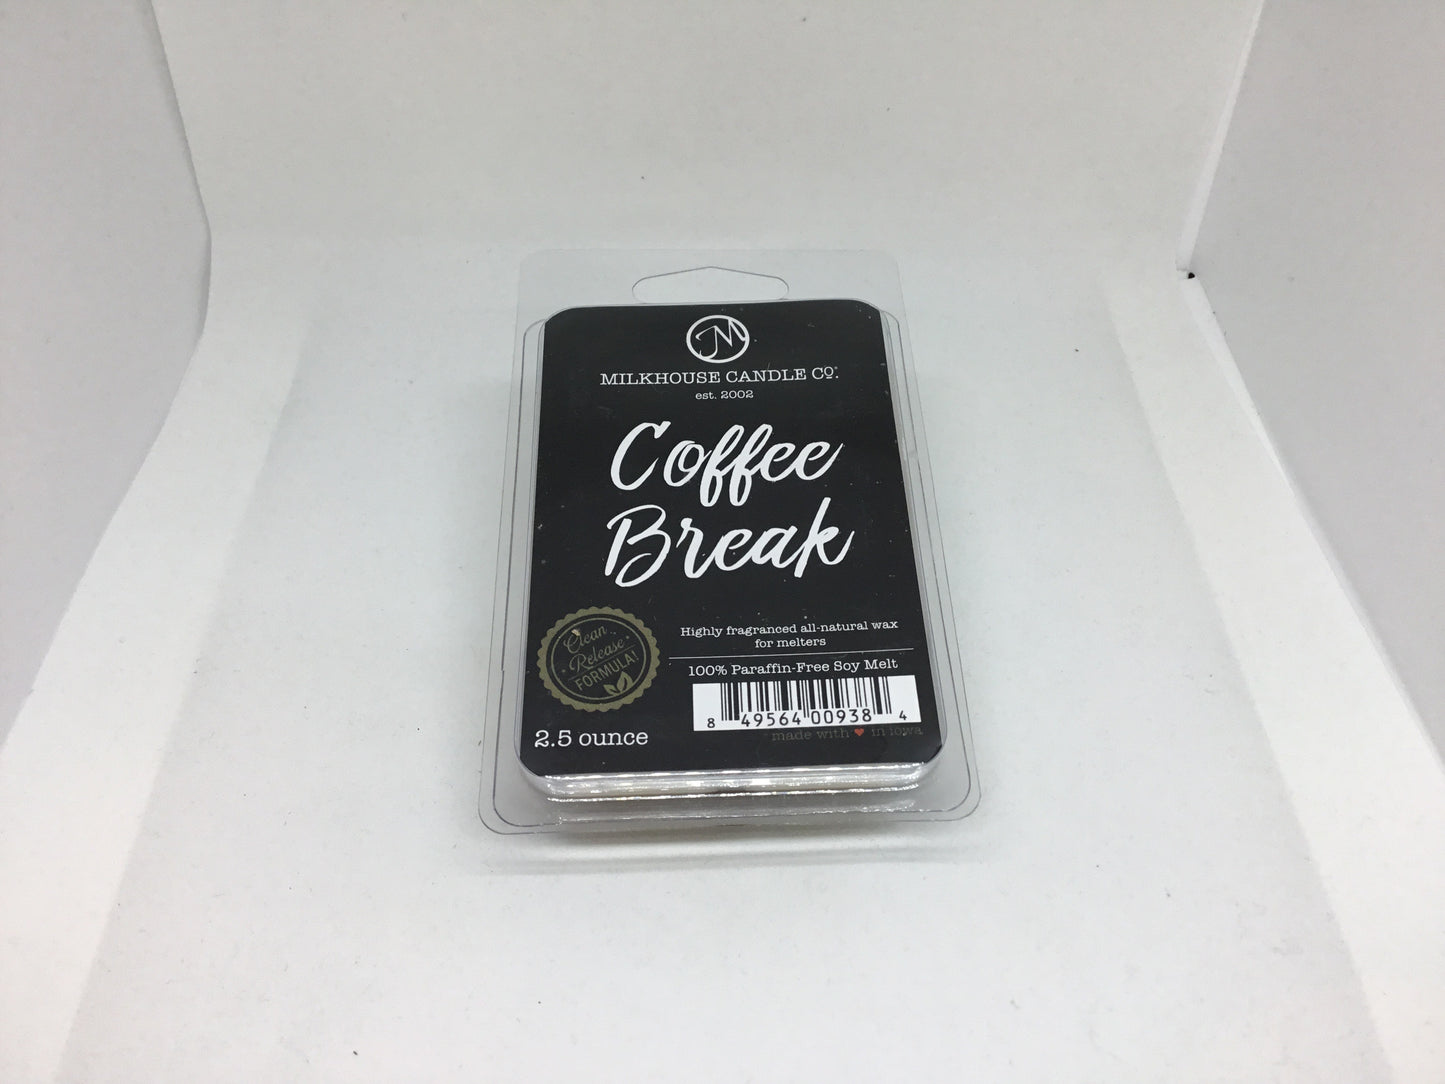 M
MILKHOUSE CANDLE CO.
est. 2002
Coffee
Break
Highly fragranced all-natural wax
for melters
100% Paraffin-Free Soy Melt
Clean
Release
FORMULA!
8 49564 00938 4
2.5 ounce
made with ♥ in iowa